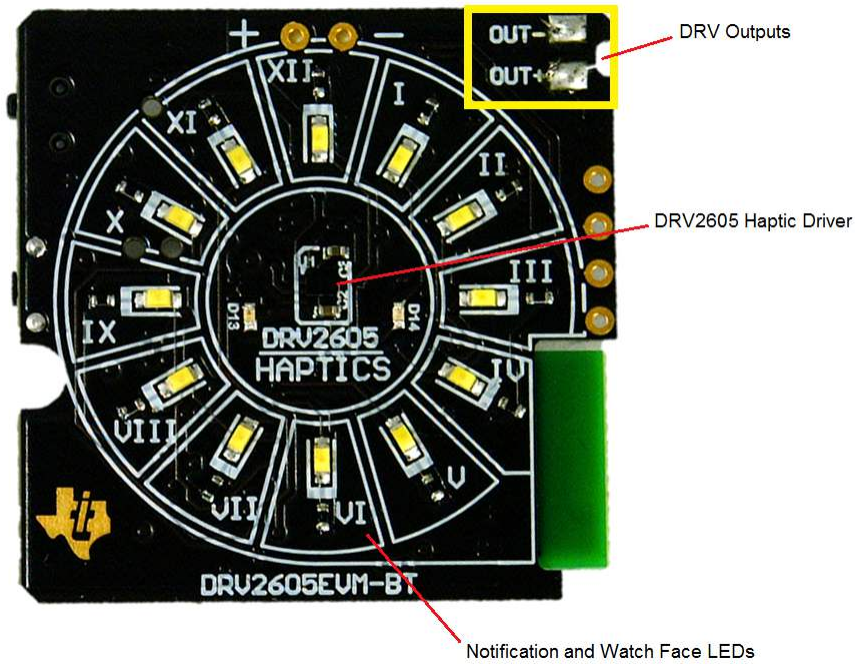 OUT-
DRV Outputs
OUT+
+
-
XII
I
XI
II
X
DRV2605 Haptic Driver
III
IX
D13
D14
DRV2605
HAPTICS
IV
VIII
V
VII
VI
DRV2605EVM-BT
Notification and Watch Face LEDs